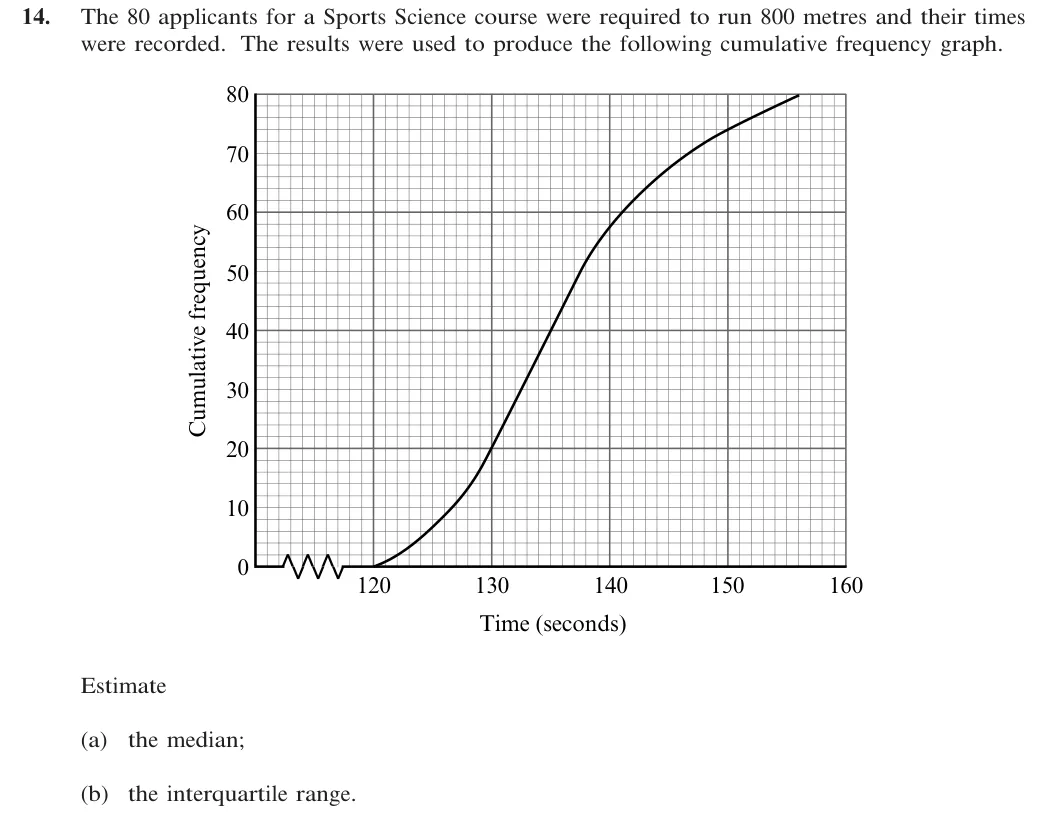 14. The 80 applicants for a Sports Science course were required to run 800 metres and their times
were recorded. The results were used to produce the following cumulative frequency graph.
80
70
60
50
40
30
20
10
0
Cumulative frequency
120 130 140 150 160
Time (seconds)
Estimate
(a) the median;
(b) the interquartile range.